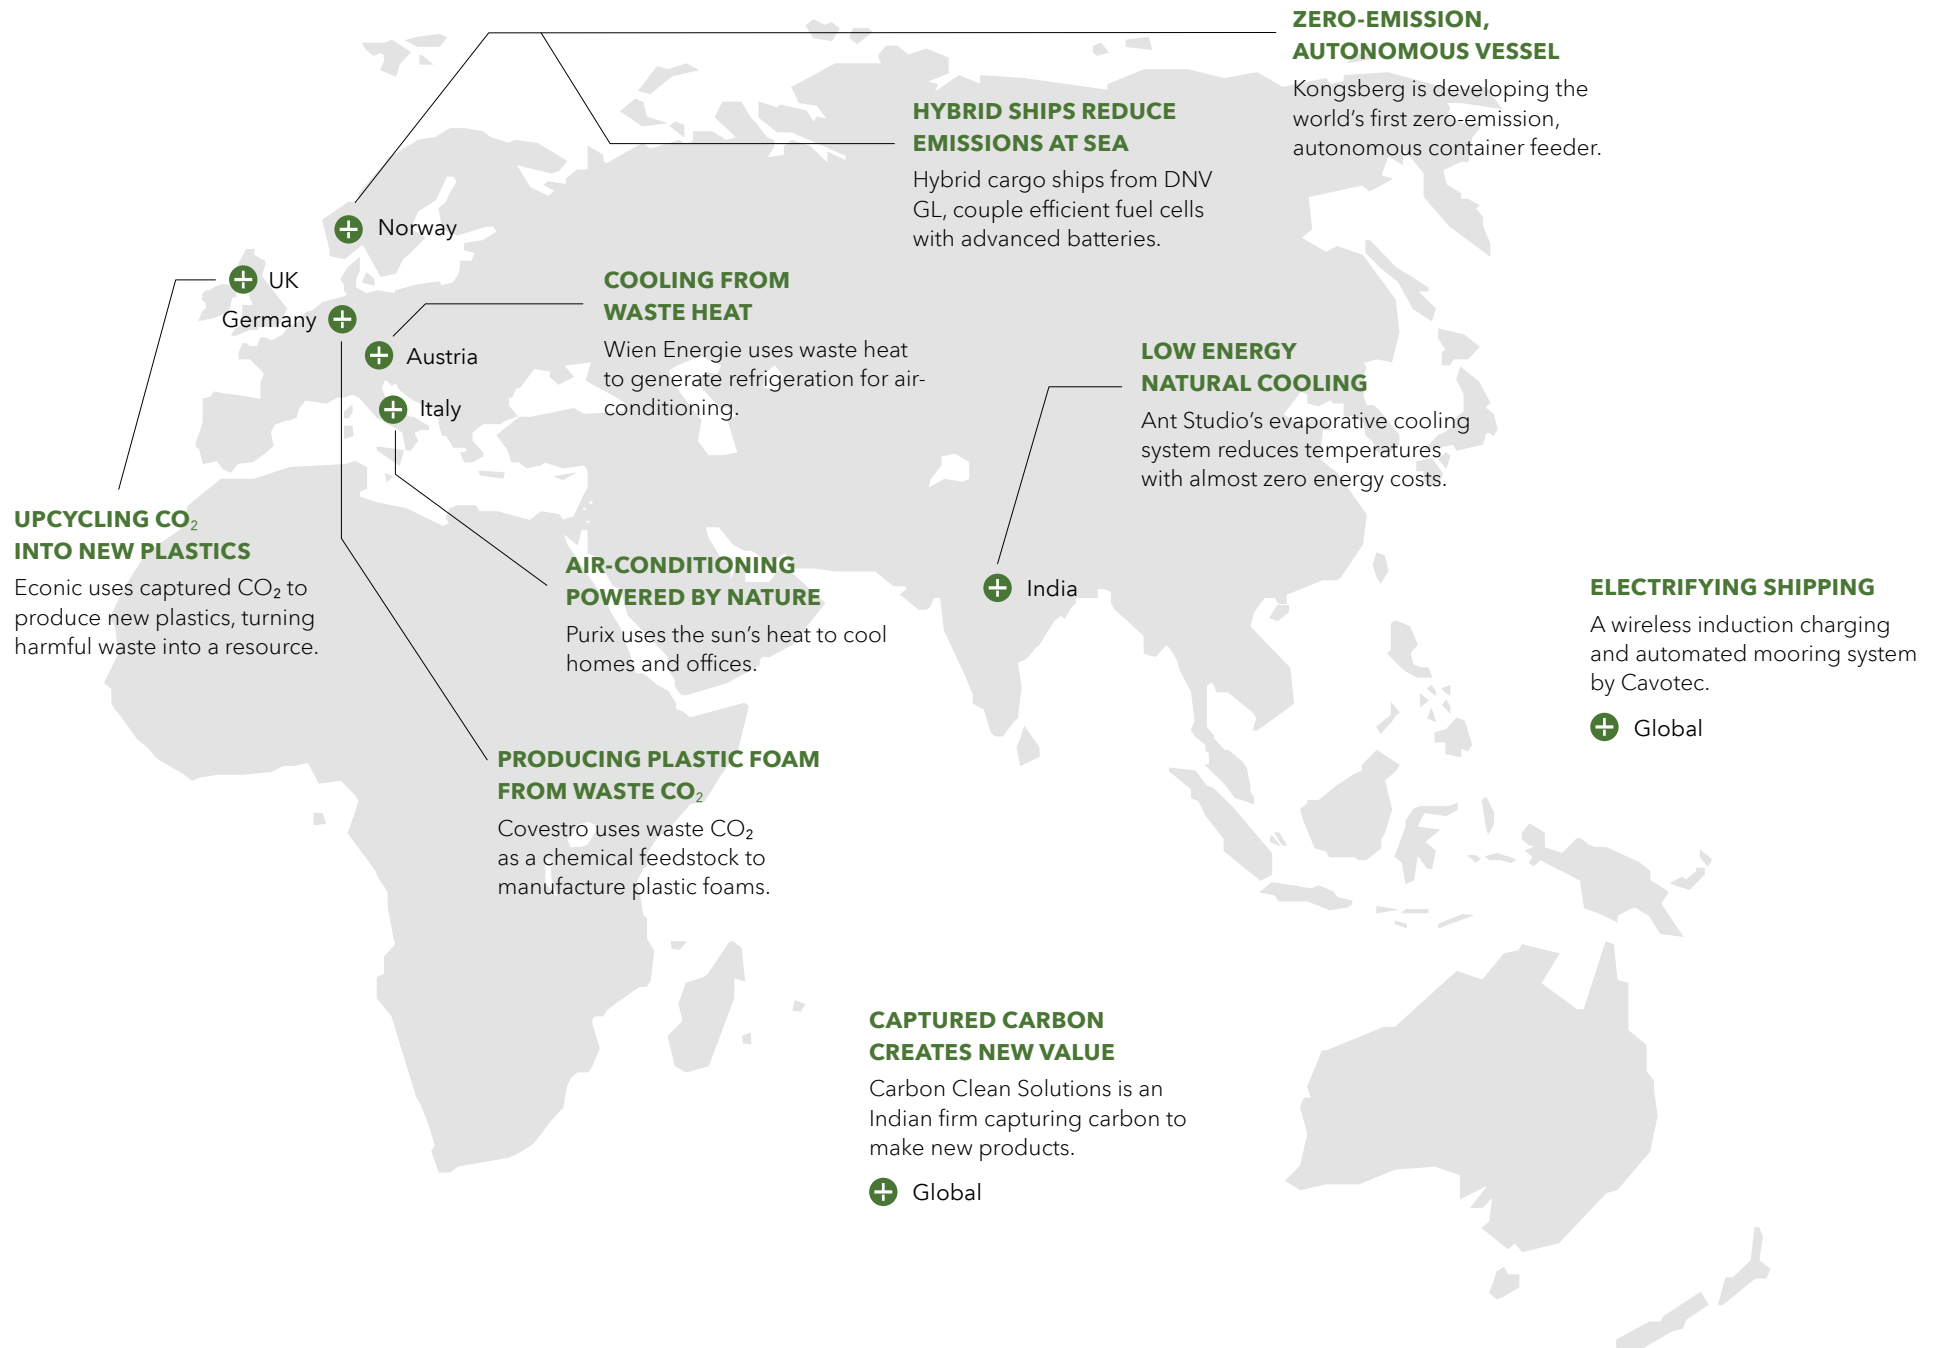 ZERO-EMISSION,
AUTONOMOUS VESSEL
Kongsberg is developing the
world's first zero-emission,
autonomous container feeder.
HYBRID SHIPS REDUCE
EMISSIONS AT SEA
Hybrid cargo ships from DNV
GL, couple efficient fuel cells
with advanced batteries.
Norway
UK
Germany
Austria
Italy
COOLING FROM
WASTE HEAT
Wien Energie uses waste heat
to generate refrigeration for air-
conditioning.
LOW ENERGY
NATURAL COOLING
Ant Studio's evaporative cooling
system reduces temperatures
with almost zero energy costs.
India
UPCYCLING CO₂
INTO NEW PLASTICS
Econic uses captured CO₂ to
produce new plastics, turning
harmful waste into a resource.
AIR-CONDITIONING
POWERED BY NATURE
Purix uses the sun's heat to cool
homes and offices.
ELECTRIFYING SHIPPING
A wireless induction charging
and automated mooring system
by Cavotec.
Global
PRODUCING PLASTIC FOAM
FROM WASTE CO₂
Covestro uses waste CO₂
as a chemical feedstock to
manufacture plastic foams.
CAPTURED CARBON
CREATES NEW VALUE
Carbon Clean Solutions is an
Indian firm capturing carbon to
make new products.
Global